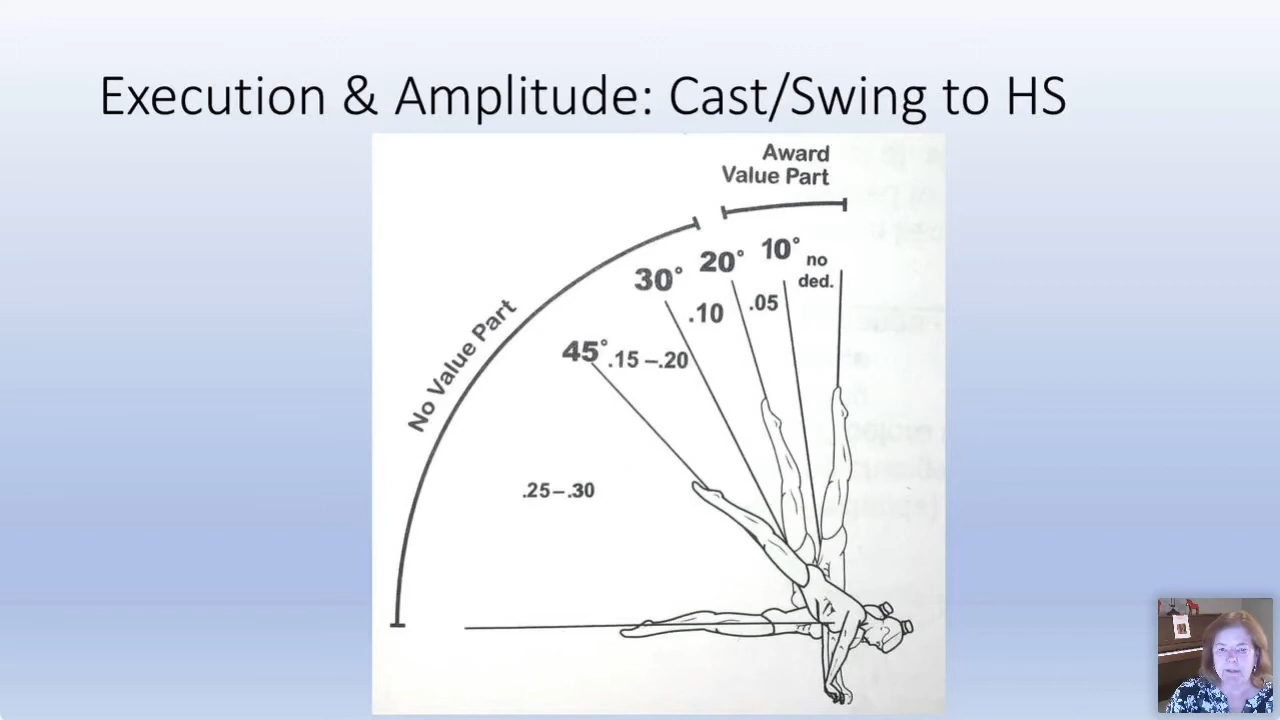 Execution & Amplitude: Cast/Swing to HS
Award
Value Part
No Value Part
45°
30°
20°
10°
no
ded.
.05
.10
.15 – .20
.25 – .30